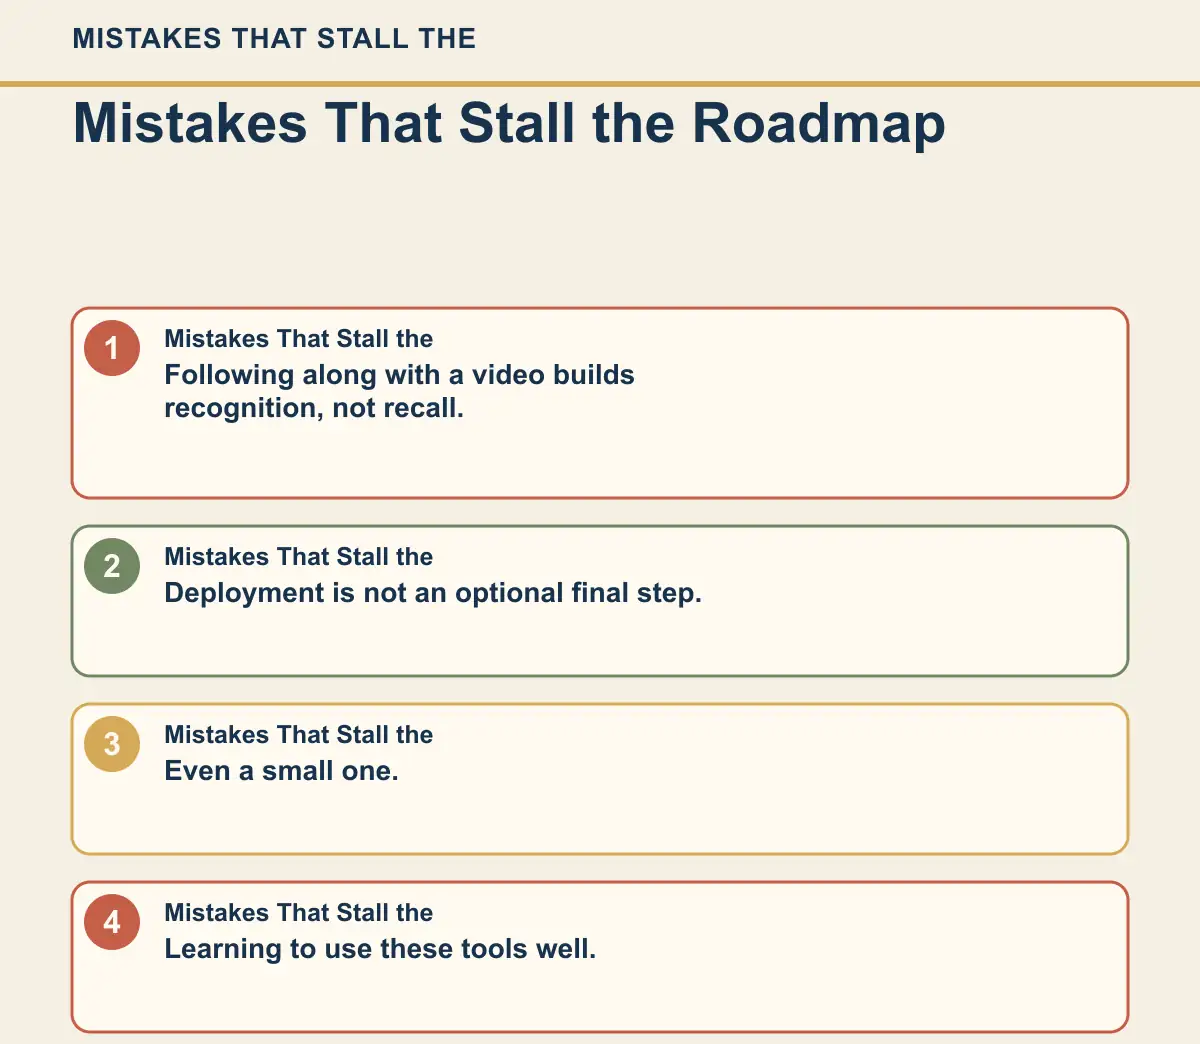 MISTAKES THAT STALL THE
Mistakes That Stall the Roadmap
1
Mistakes That Stall the
Following along with a video builds
recognition, not recall.
2
Mistakes That Stall the
Deployment is not an optional final step.
3
Mistakes That Stall the
Even a small one.
4
Mistakes That Stall the
Learning to use these tools well.